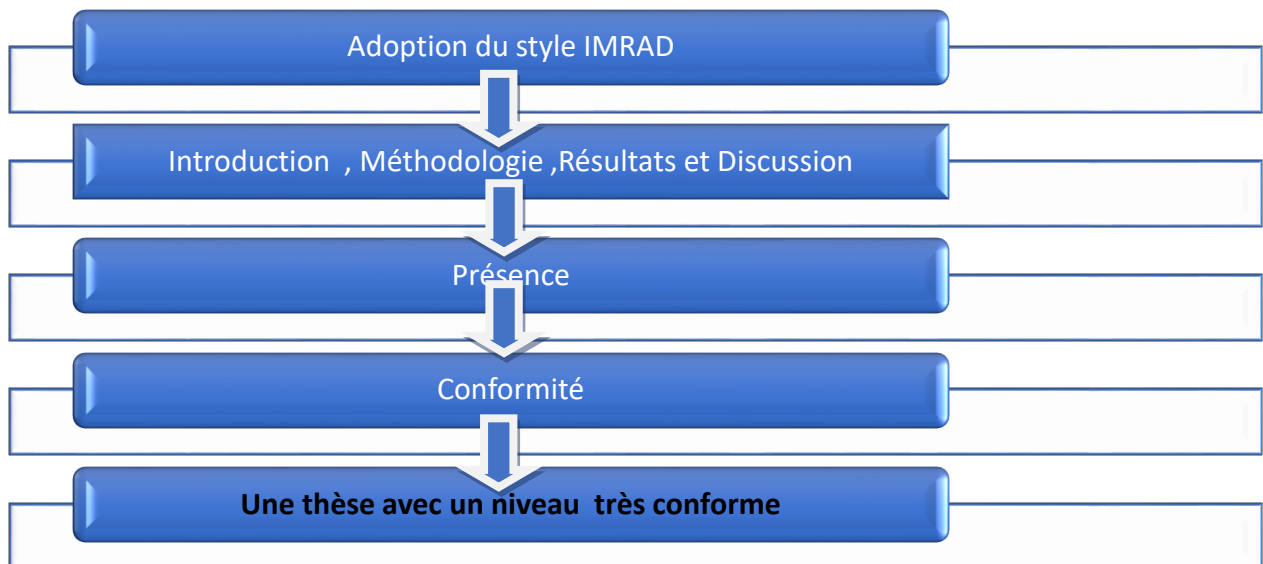 Adoption du style IMRAD
Introduction , Méthodologie ,Résultats et Discussion
Présence
Conformité
Une thèse avec un niveau très conforme